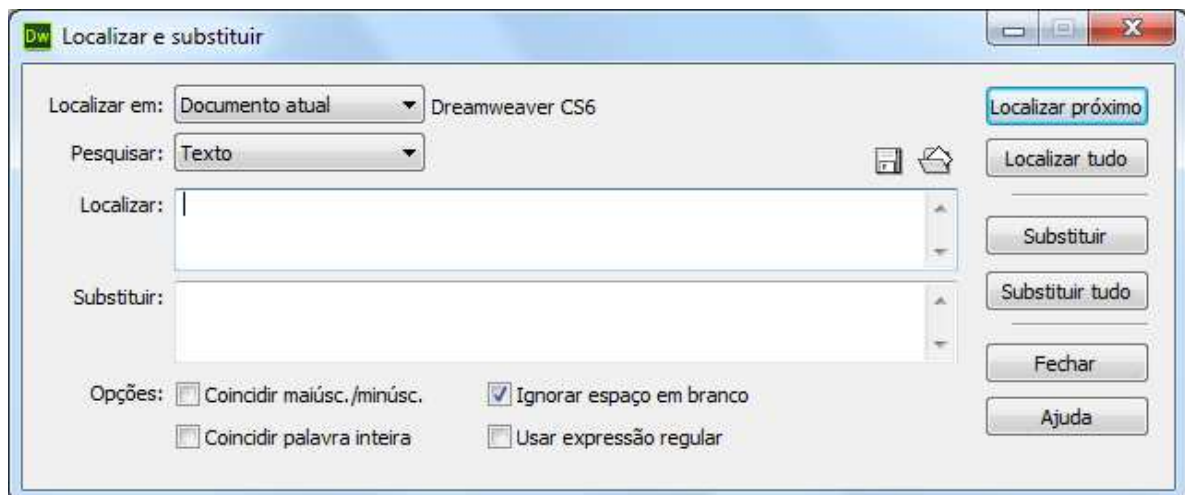 Dw Localizar e substituir
Localizar em: Documento atual Dreamweaver CS6 Localizar próximo
Pesquisar: Texto Localizar tudo
Localizar:
Substituir
Substituir: Substituir tudo
Fechar
Opções: Coincidir maiúsc./minúsc. Ignorar espaço em branco
Coincidir palavra inteira Usar expressão regular Ajuda